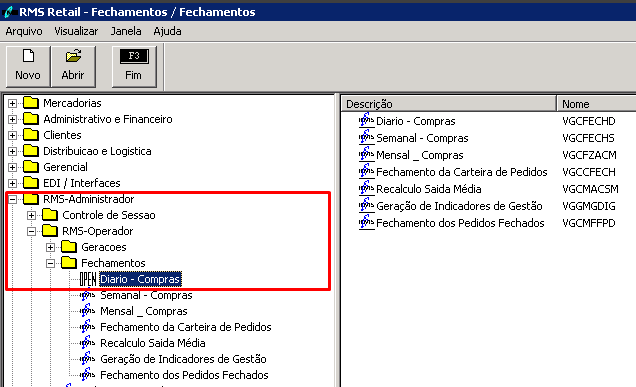 RMS Retail - Fechamentos / Fechamentos
Arquivo Visualizar Janela Ajuda
F3
Novo Abrir Fim
Mercadorias
Administrativo e Financeiro
Clientes
Distribuicao e Logistica
Gerencial
EDI / Interfaces
RMS-Administrador
Controle de Sessao
RMS-Operador
Geracoes
Fechamentos
OPEN Diario - Compras
Semanal - Compras
Mensal _ Compras
Fechamento da Carteira de Pedidos
Recalculo Saida Média
Geração de Indicadores de Gestão
Fechamento dos Pedidos Fechados
Descrição Nome
Diario - Compras VGCFECHD
Semanal - Compras VGCFECHS
Mensal _ Compras VGCFZACM
Fechamento da Carteira de Pedidos VGCCFECH
Recalculo Saida Média VGCMACSM
Geração de Indicadores de Gestão VGGMGDIG
Fechamento dos Pedidos Fechados VGCMFFPD